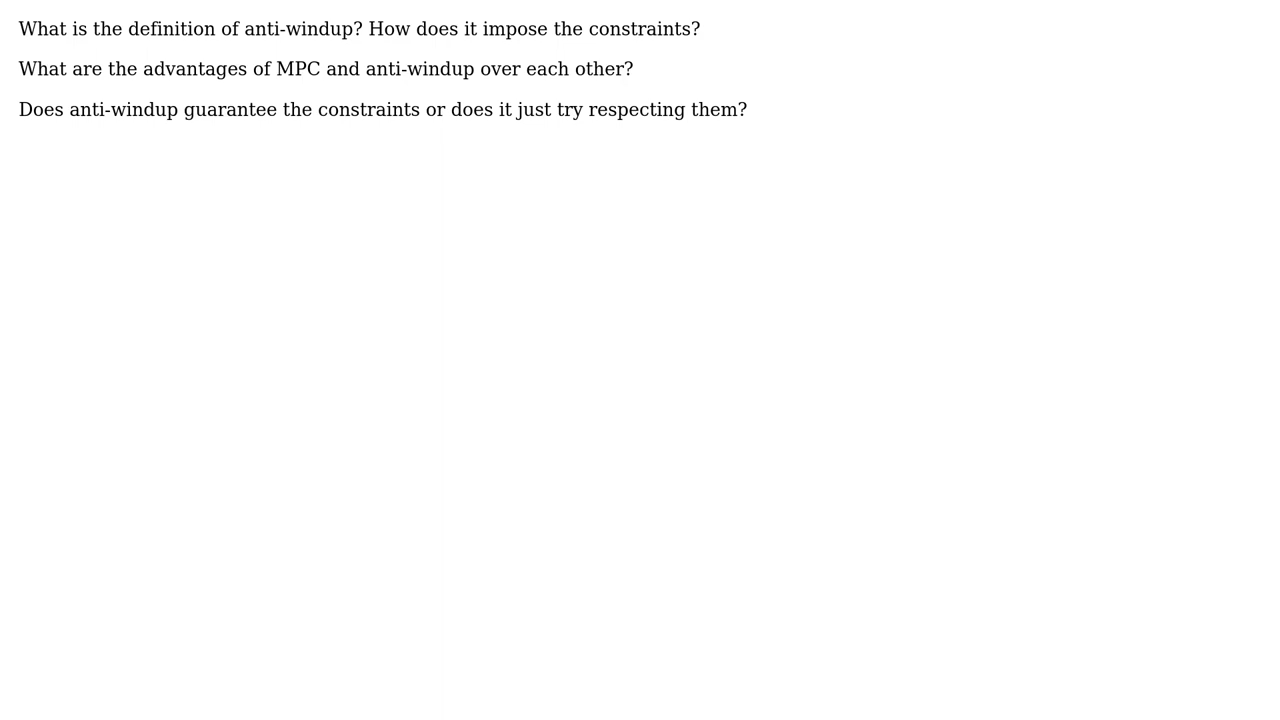 What is the definition of anti-windup? How does it impose the constraints?
What are the advantages of MPC and anti-windup over each other?
Does anti-windup guarantee the constraints or does it just try respecting them?